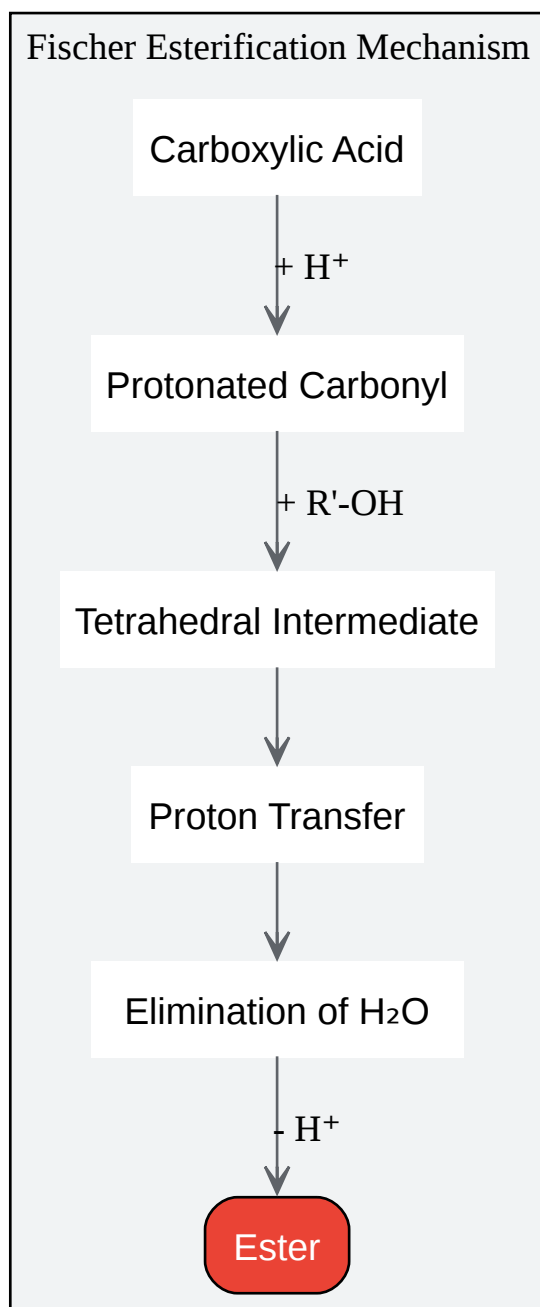 Fischer Esterification Mechanism
Carboxylic Acid
+ H⁺
Protonated Carbonyl
+ R'-OH
Tetrahedral Intermediate
Proton Transfer
Elimination of H₂O
- H⁺
Ester